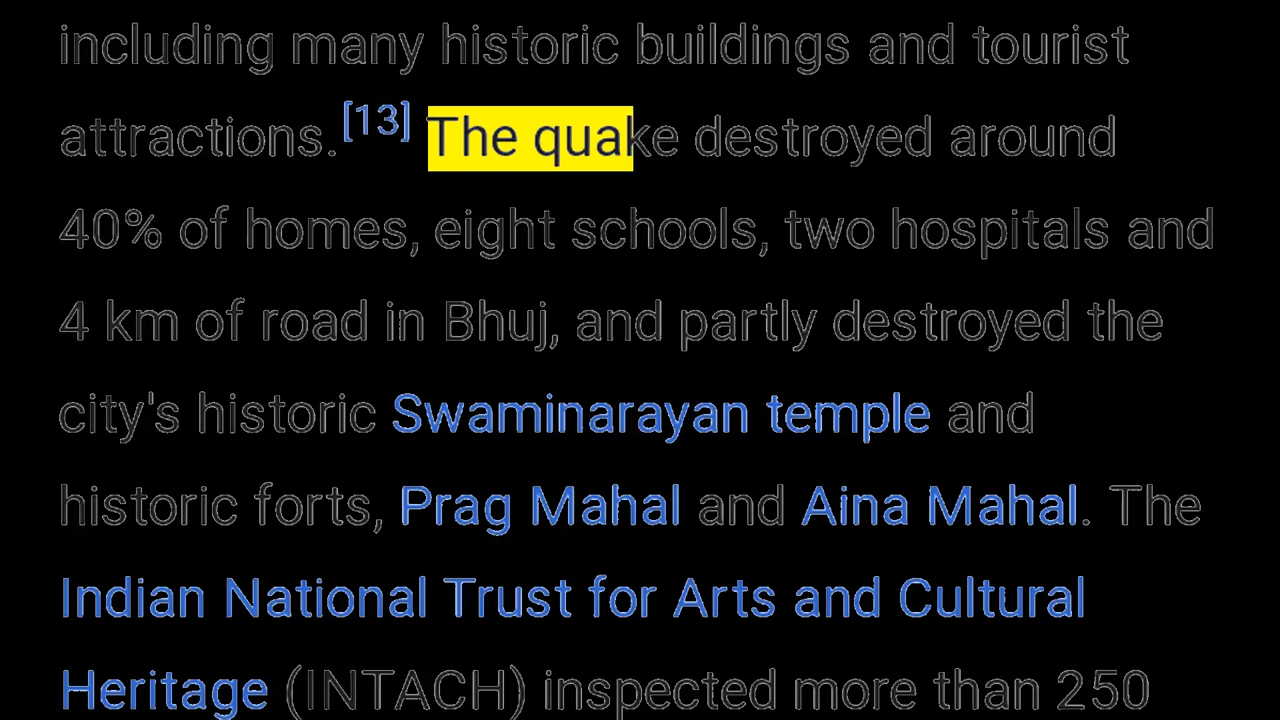 including many historic buildings and tourist
attractions.[13] The quake destroyed around
40% of homes, eight schools, two hospitals and
4 km of road in Bhuj, and partly destroyed the
city's historic Swaminarayan temple and
historic forts, Prag Mahal and Aina Mahal. The
Indian National Trust for Arts and Cultural
Heritage (INTACH) inspected more than 250